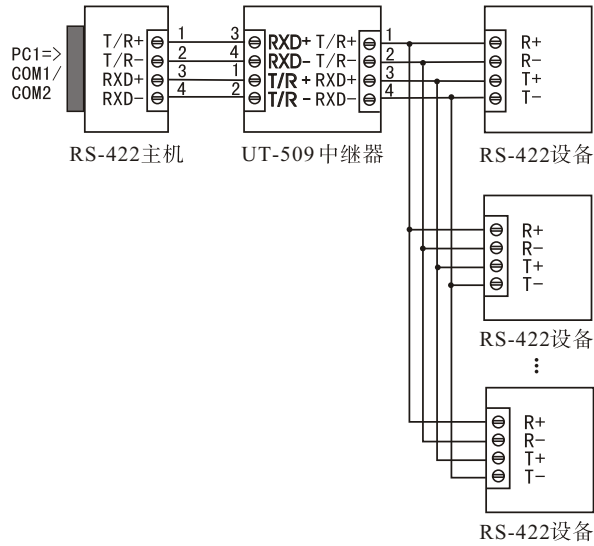 PC1=>
COM1/
COM2
T/R+
T/R-
RXD+
RXD-
1
2
3
4
3
4
1
2
RXD+ T/R+
RXD- T/R-
T/R + RXD+
T/R - RXD-
1
2
3
4
R+
R-
T+
T-
RS-422主机
UT-509中继器
RS-422设备
R+
R-
T+
T-
RS-422设备
R+
R-
T+
T-
RS-422设备